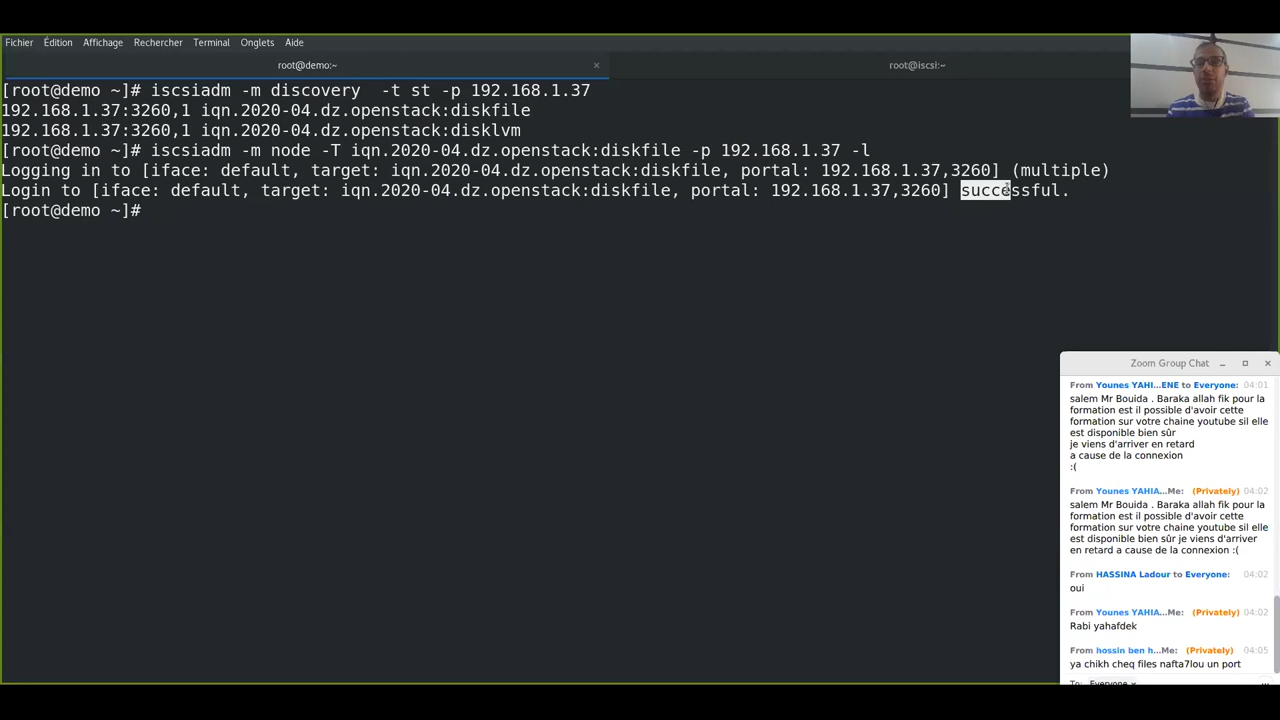 Fichier Édition Affichage Rechercher Terminal Onglets Aide
root@demo:~ × root@iscsi:~
[root@demo ~]# iscsiadm -m discovery  -t st -p 192.168.1.37
192.168.1.37:3260,1 iqn.2020-04.dz.openstack:diskfile
192.168.1.37:3260,1 iqn.2020-04.dz.openstack:disklvm
[root@demo ~]# iscsiadm -m node -T iqn.2020-04.dz.openstack:diskfile -p 192.168.1.37 -l
Logging in to [iface: default, target: iqn.2020-04.dz.openstack:diskfile, portal: 192.168.1.37,3260] (multiple)
Login to [iface: default, target: iqn.2020-04.dz.openstack:diskfile, portal: 192.168.1.37,3260] successful.
[root@demo ~]#
Zoom Group Chat
From Younes YAHI...ENE to Everyone: 04:01
salem Mr Bouida . Baraka allah fik pour la
formation est il possible d'avoir cette
formation sur votre chaine youtube sil elle
est disponible bien sûr
je viens d'arriver en retard
a cause de la connexion
:(
From Younes YAHIA...Me: (Privately) 04:02
salem Mr Bouida . Baraka allah fik pour la
formation est il possible d'avoir cette
formation sur votre chaine youtube sil elle
est disponible bien sûr je viens d'arriver
en retard a cause de la connexion :(
From HASSINA Ladour to Everyone: 04:02
oui
From Younes YAHIA...Me: (Privately) 04:02
Rabi yahafdek
From hossin ben h...Me: (Privately) 04:05
ya chikh cheq files nafta7lou un port
To: Everyone